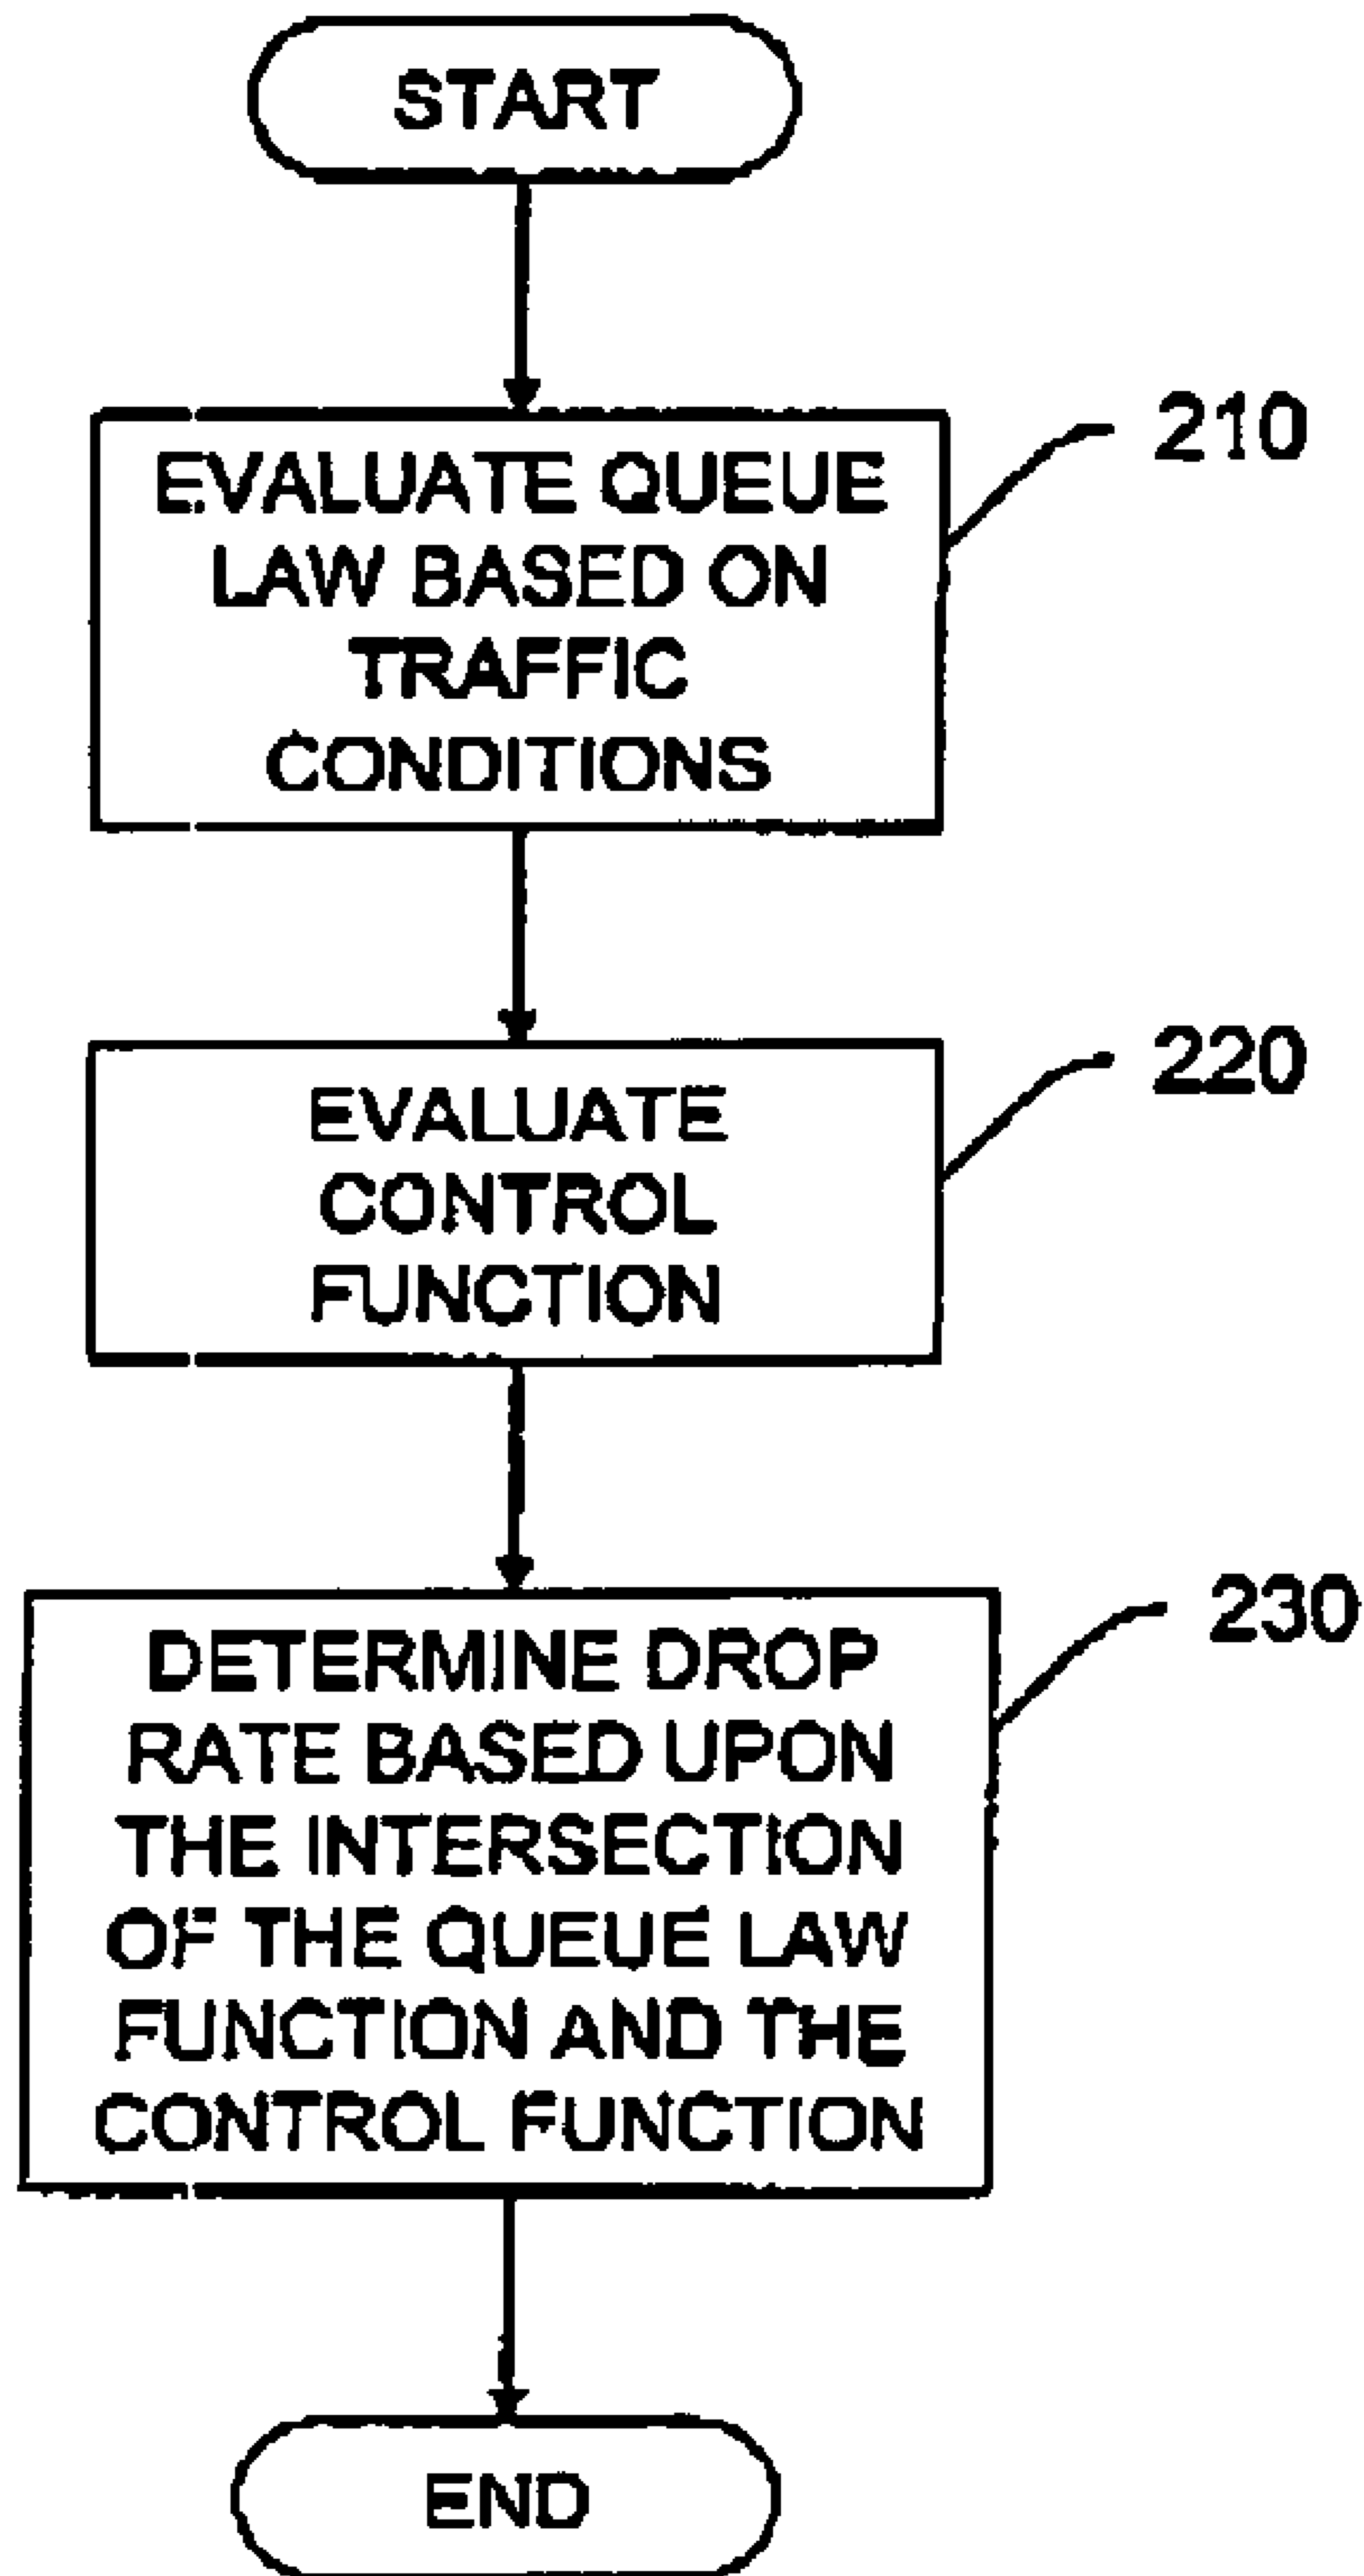 START
EVALUATE QUEUE
LAW BASED ON
TRAFFIC
CONDITIONS
210
EVALUATE
CONTROL
FUNCTION
220
DETERMINE DROP
RATE BASED UPON
THE INTERSECTION
OF THE QUEUE LAW
FUNCTION AND THE
CONTROL FUNCTION
230
END